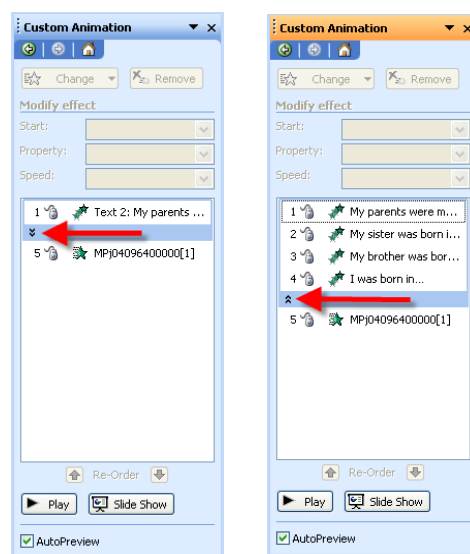 Custom Animation
Change
Remove
Modify effect
Start:
Property:
Speed:
1 Text 2: My parents ...
5 MPj04096400000[1]
Re-Order
Play Slide Show
AutoPreview
Custom Animation
Change
Remove
Modify effect
Start:
Property:
Speed:
1 My parents were m...
2 My sister was born i...
3 My brother was bor...
4 I was born in...
5 MPj04096400000[1]
Re-Order
Play Slide Show
AutoPreview